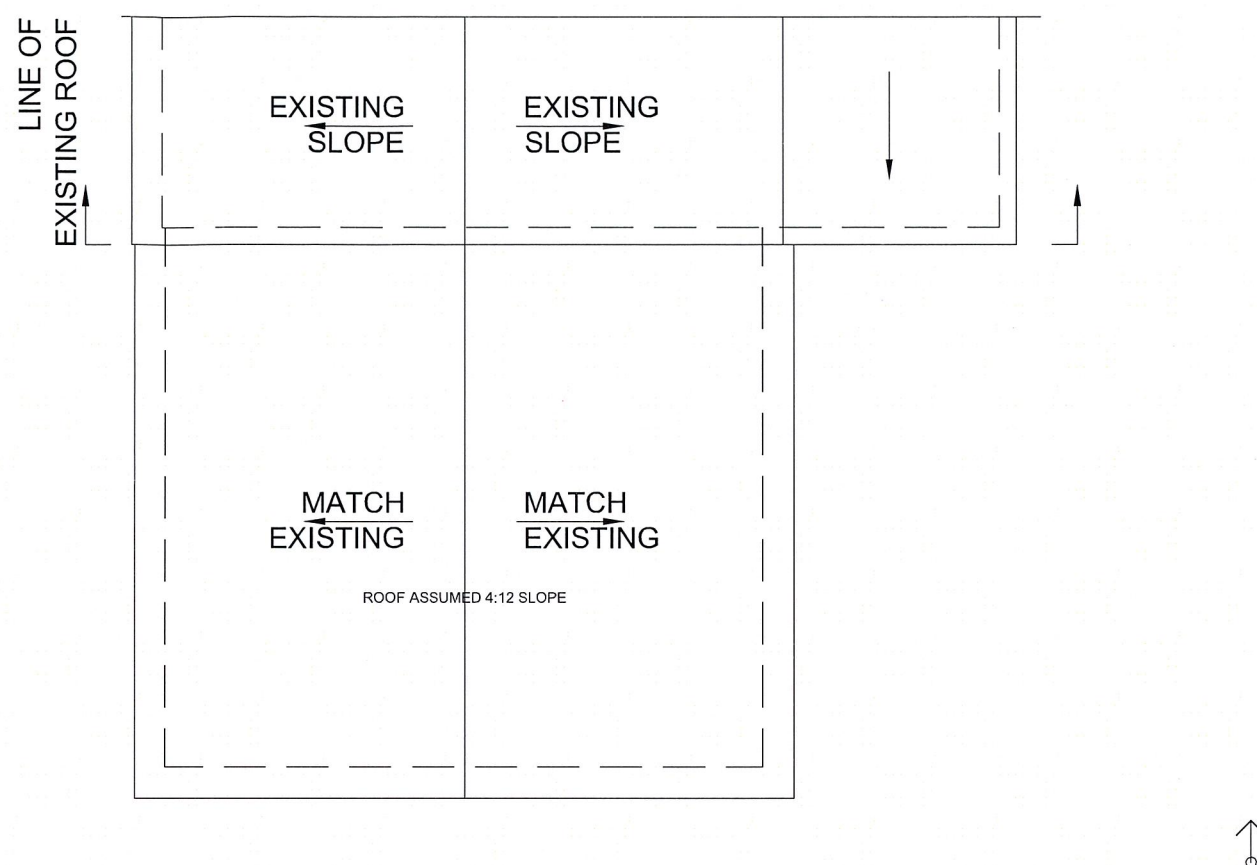 LINE OF
EXISTING ROOF
EXISTING
SLOPE
EXISTING
SLOPE
MATCH
EXISTING
MATCH
EXISTING
ROOF ASSUMED 4:12 SLOPE